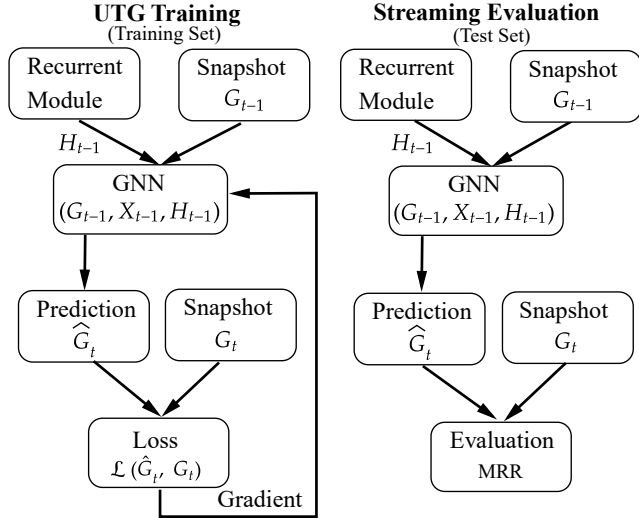 UTG Training
(Training Set)
Recurrent
Module
Snapshot
G_{t−1}
H_{t−1}
GNN
(G_{t−1}, X_{t−1}, H_{t−1})
Prediction
Ĝ_t
Snapshot
G_t
Loss
ℒ (Ĝ_t, G_t)
Gradient
Streaming Evaluation
(Test Set)
Recurrent
Module
Snapshot
G_{t−1}
H_{t−1}
GNN
(G_{t−1}, X_{t−1}, H_{t−1})
Prediction
Ĝ_t
Snapshot
G_t
Evaluation
MRR